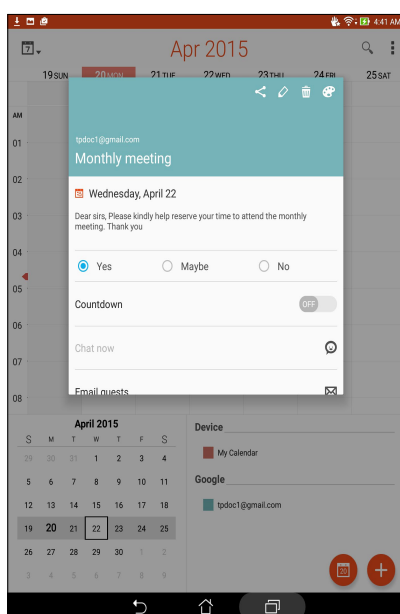 4:41 AM
7
Apr 2015
19 SUN 20 MON 21 TUE 22 WED 23 THU 24 FRI 25 SAT
AM
01
02
03
04
05
06
07
08
tpdoc1@gmail.com
Monthly meeting
Wednesday, April 22
Dear sirs, Please kindly help reserve your time to attend the monthly
meeting. Thank you
Yes Maybe No
Countdown OFF
Chat now
Email guests
April 2015
S M T W T F S
29 30 31 1 2 3 4
5 6 7 8 9 10 11
12 13 14 15 16 17 18
19 20 21 22 23 24 25
26 27 28 29 30 1 2
3 4 5 6 7 8 9
Device
My Calendar
Google
tpdoc1@gmail.com
20